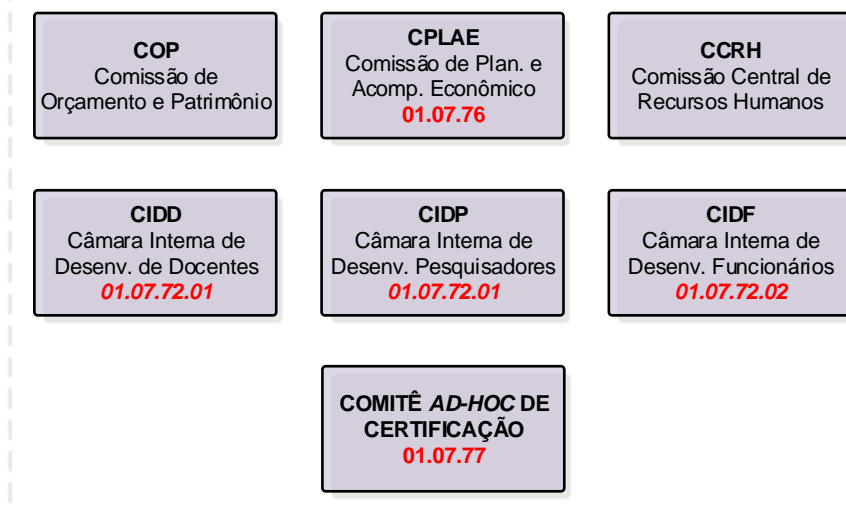 COP
Comissão de
Orçamento e Patrimônio
CPLAE
Comissão de Plan. e
Acomp. Econômico
01.07.76
CCRH
Comissão Central de
Recursos Humanos
CIDD
Câmara Interna de
Desenv. de Docentes
01.07.72.01
CIDP
Câmara Interna de
Desenv. Pesquisadores
01.07.72.01
CIDF
Câmara Interna de
Desenv. Funcionários
01.07.72.02
COMITÊ AD-HOC DE
CERTIFICAÇÃO
01.07.77